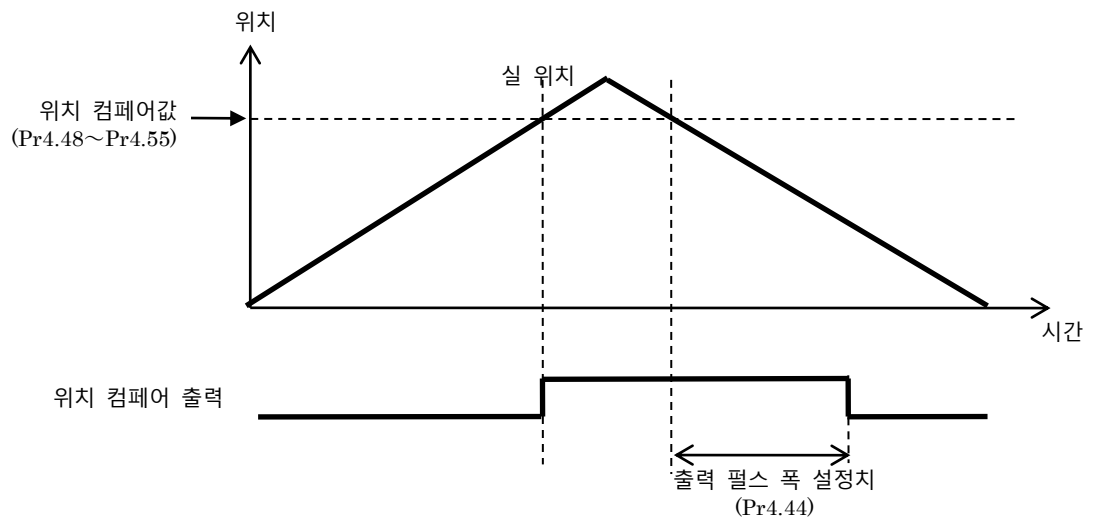 위치
실 위치
위치 컴페어값
(Pr4.48～Pr4.55)
시간
위치 컴페어 출력
출력 펄스 폭 설정치
(Pr4.44)